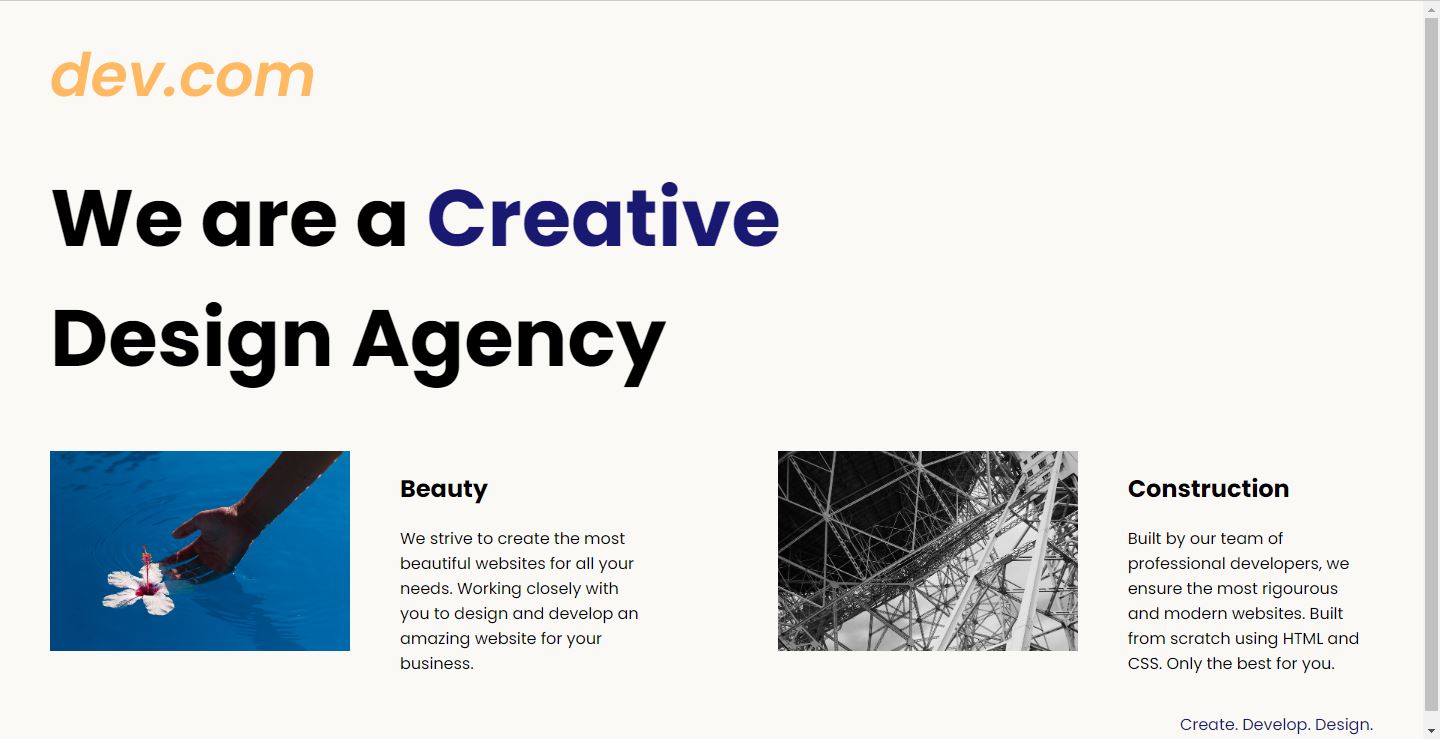 dev.com
We are a Creative
Design Agency
Beauty
We strive to create the most
beautiful websites for all your
needs. Working closely with
you to design and develop an
amazing website for your
business.
Construction
Built by our team of
professional developers, we
ensure the most rigourous
and modern websites. Built
from scratch using HTML and
CSS. Only the best for you.
Create. Develop. Design.